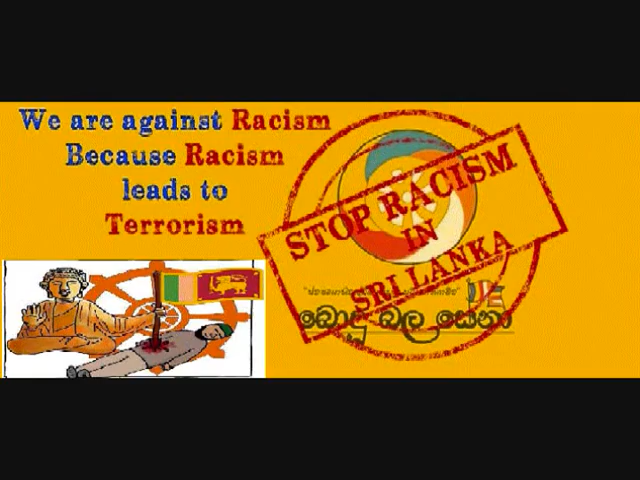 We are against Racism
Because Racism
leads to
Terrorism
STOP RACISM
IN
SRI LANKA
බොදු බල සේනා